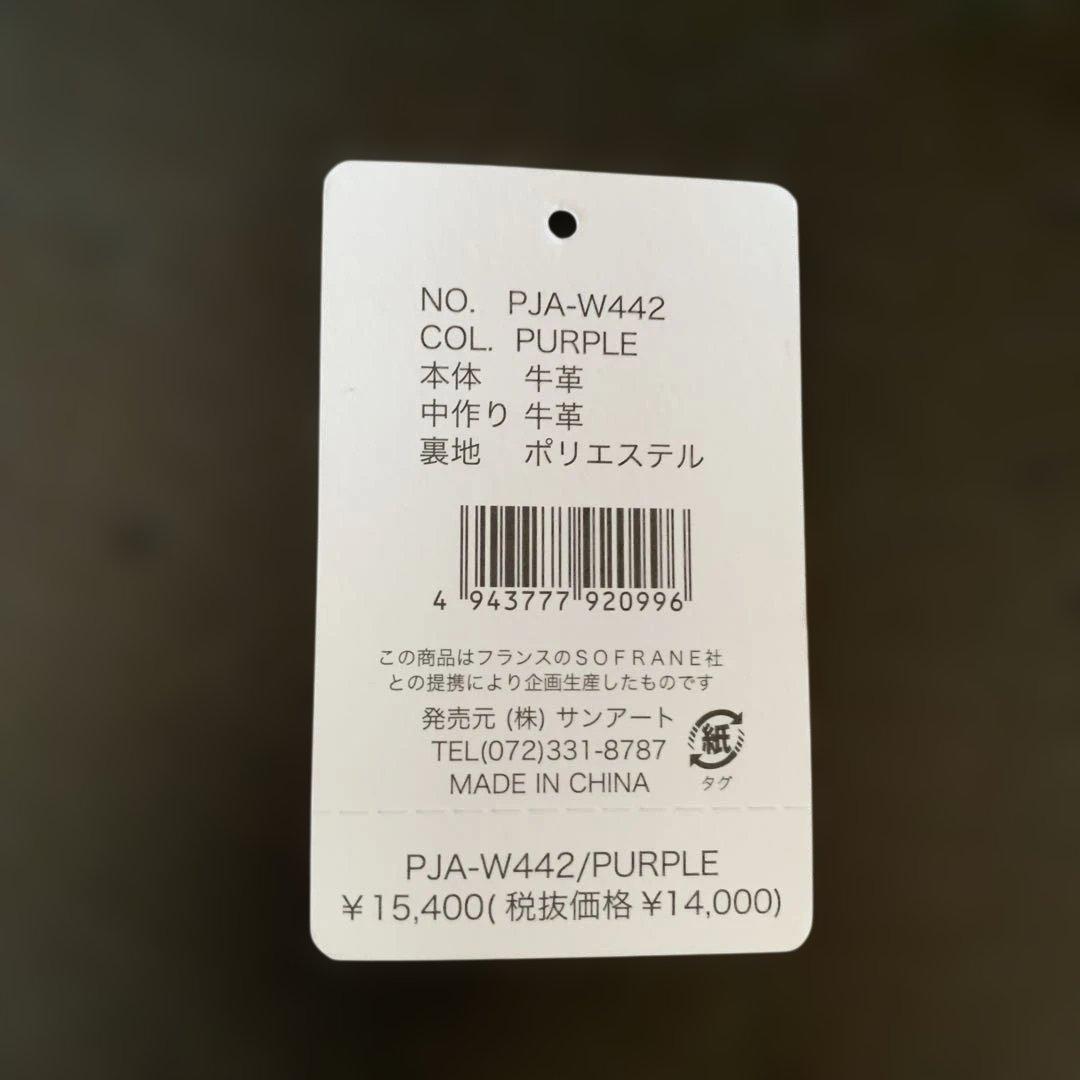 NO. PJA-W442
COL. PURPLE
本体 牛革
中作り 牛革
裏地 ポリエステル
4 943777 920996
この商品はフランスのSOFRANE社
との提携により企画生産したものです
発売元 (株) サンアート
TEL(072)331-8787
MADE IN CHINA
紙
タグ
PJA-W442/PURPLE
¥15,400(税抜価格 ¥14,000)